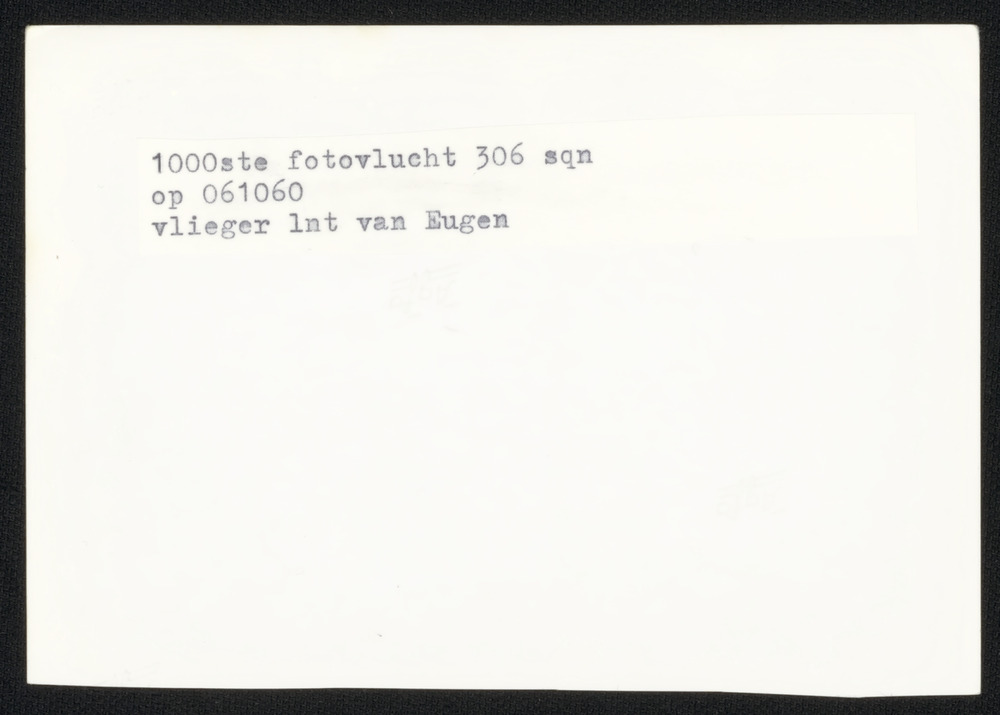 1000ste fotovlucht 306 sqn
op 061060
vlieger lnt van Eugen